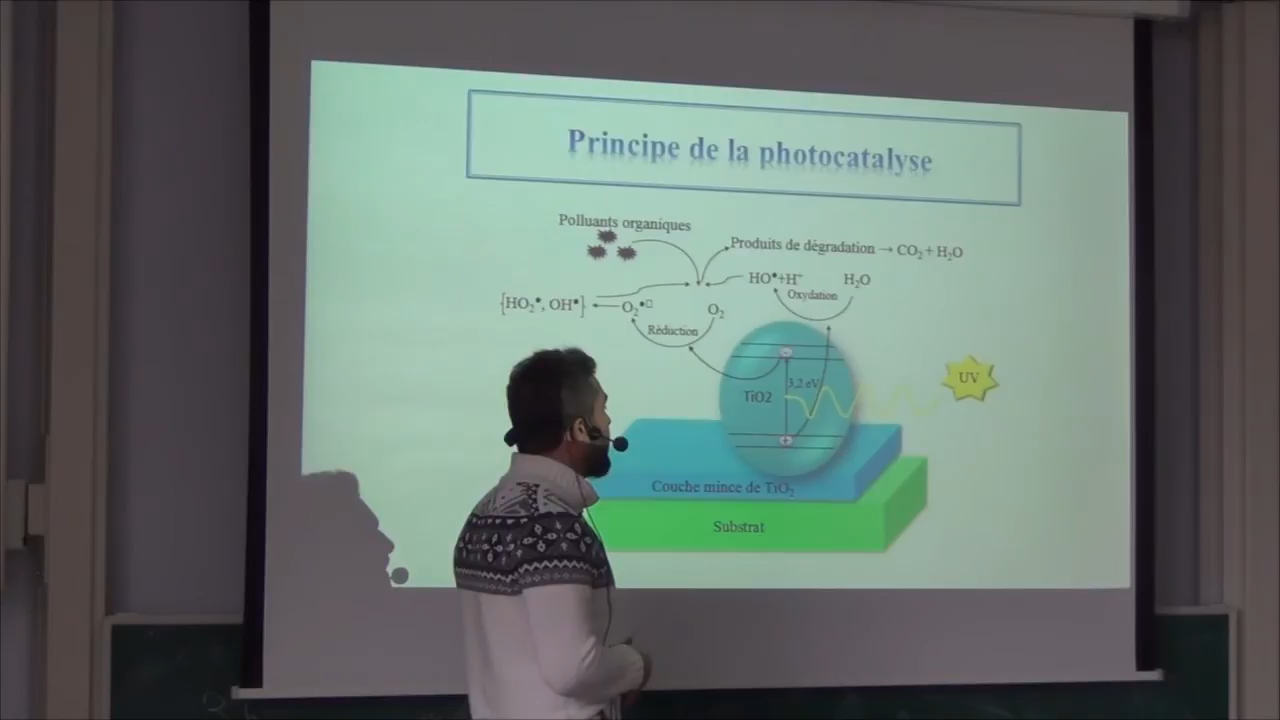 Principe de la photocatalyse
Polluants organiques
Produits de dégradation → CO₂ + H₂O
HO•+H⁺ H₂O
Oxydation
{HO₂•, OH•} ← O₂•□ O₂
Réduction
3,2 eV
UV
TiO2
Couche mince de TiO₂
Substrat